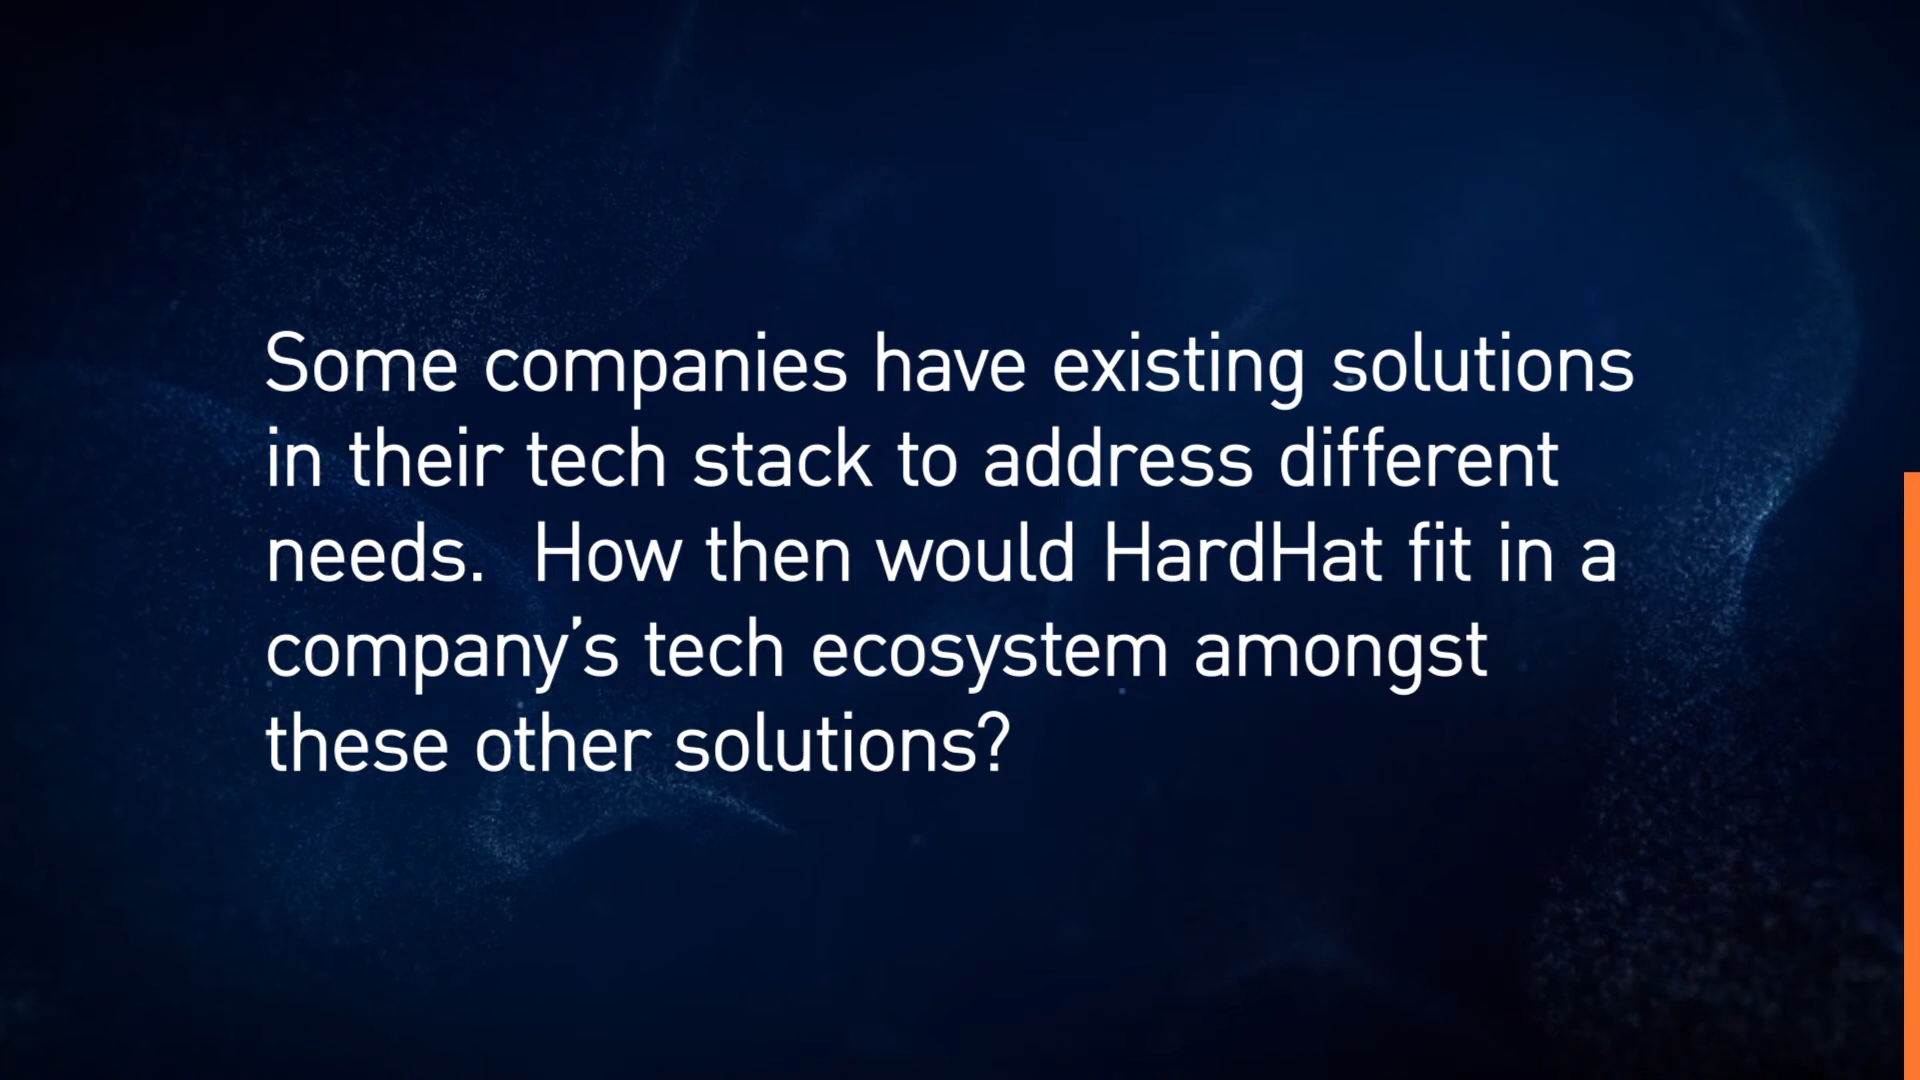 Some companies have existing solutions
in their tech stack to address different
needs.  How then would HardHat fit in a
company’s tech ecosystem amongst
these other solutions?